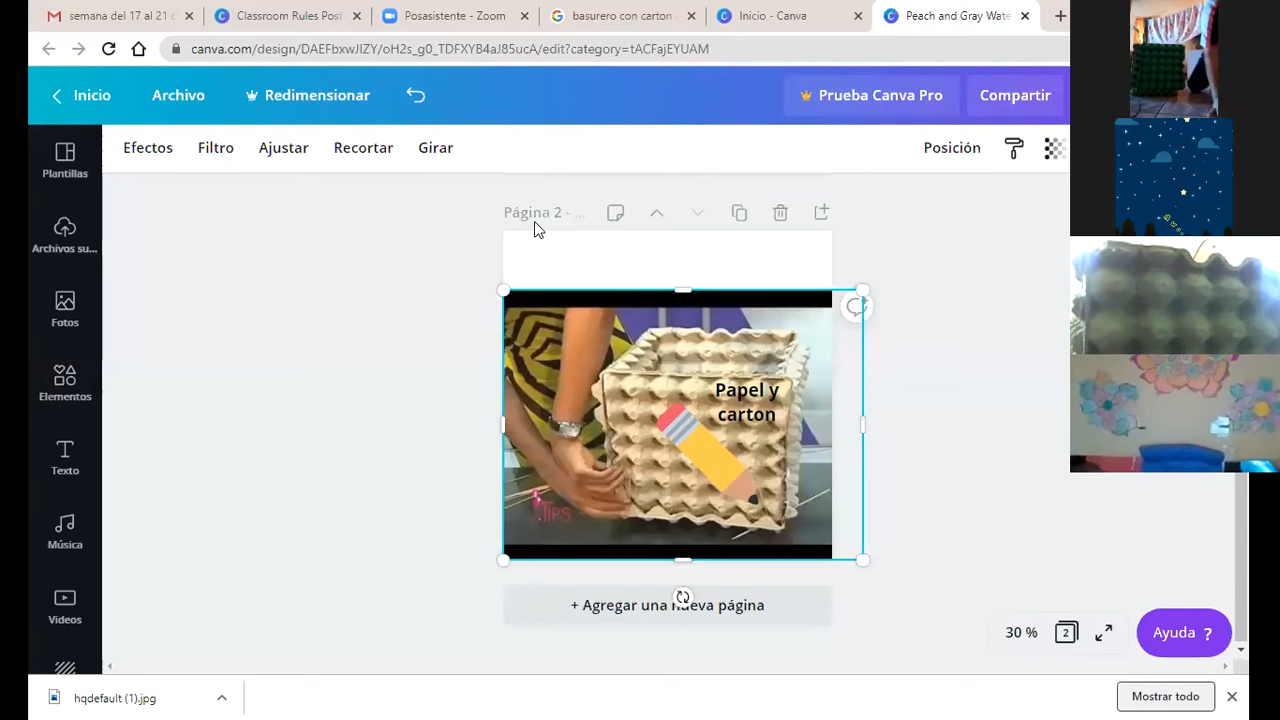 semana del 17 al 21 d
Classroom Rules Post
Posasistente - Zoom
basurero con carton
Inicio - Canva
Peach and Gray Wate
canva.com/design/DAEFbxwJIZY/oH2s_g0_TDFXYB4aJ85ucA/edit?category=tACFajEYUAM
Inicio
Archivo
Redimensionar
Prueba Canva Pro
Compartir
Efectos
Filtro
Ajustar
Recortar
Girar
Posición
Plantillas
Archivos su...
Fotos
Elementos
Texto
Música
Videos
Página 2 - ...
Papel y
carton
TIPS
+ Agregar una nueva página
30 %
2
Ayuda ?
hqdefault (1).jpg
Mostrar todo